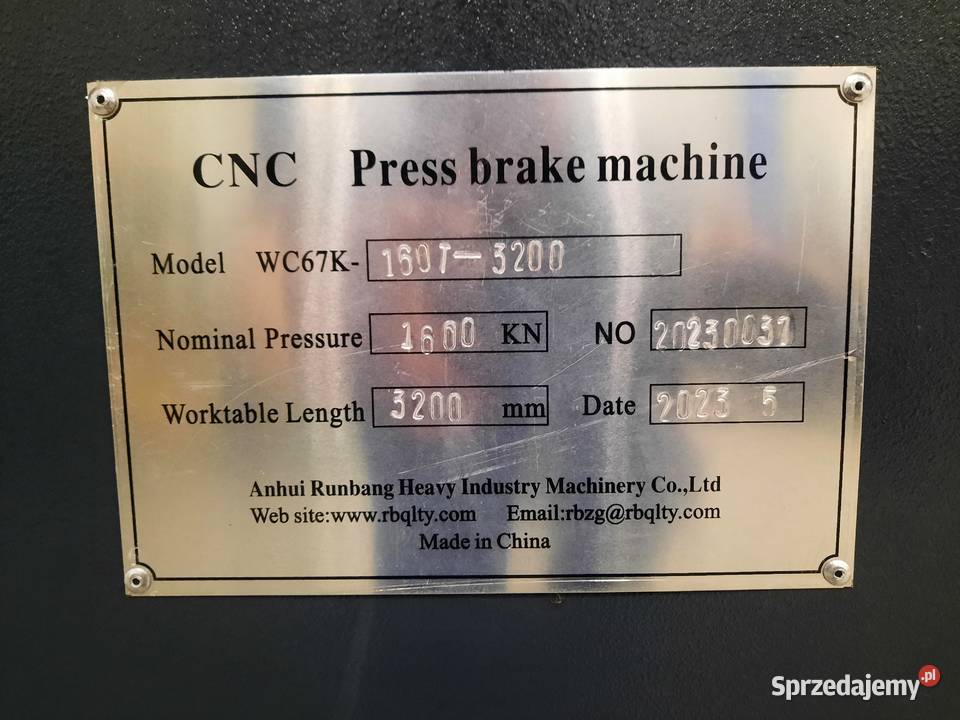 CNC Press brake machine
Model WC67K- 160T-3200
Nominal Pressure 1600 KN NO 20230031
Worktable Length 3200 mm Date 2023 5
Anhui Runbang Heavy Industry Machinery Co.,Ltd
Web site:www.rbqlty.com Email:rbzg@rbqlty.com
Made in China
Sprzedajemy.pl